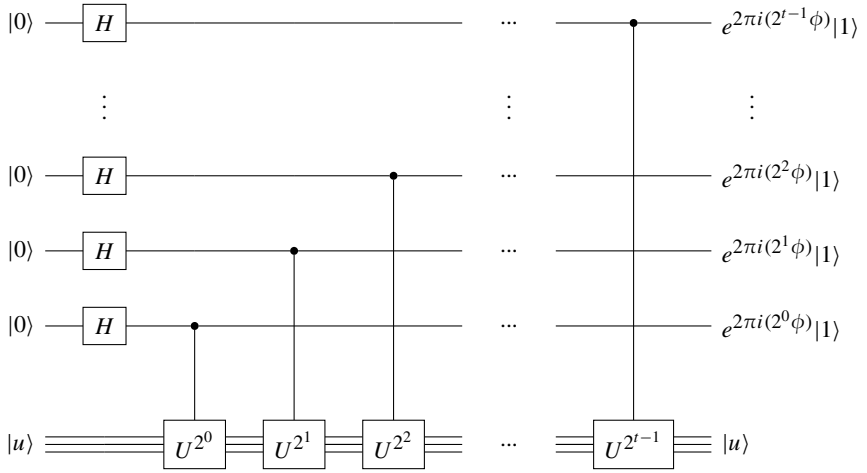 |0⟩ H ... e^{2πi(2^{t−1}φ)}|1⟩
⋮ ⋮ ⋮
|0⟩ H ... e^{2πi(2^2φ)}|1⟩
|0⟩ H ... e^{2πi(2^1φ)}|1⟩
|0⟩ H ... e^{2πi(2^0φ)}|1⟩
|u⟩ U^{2^0} U^{2^1} U^{2^2} ... U^{2^{t−1}} |u⟩